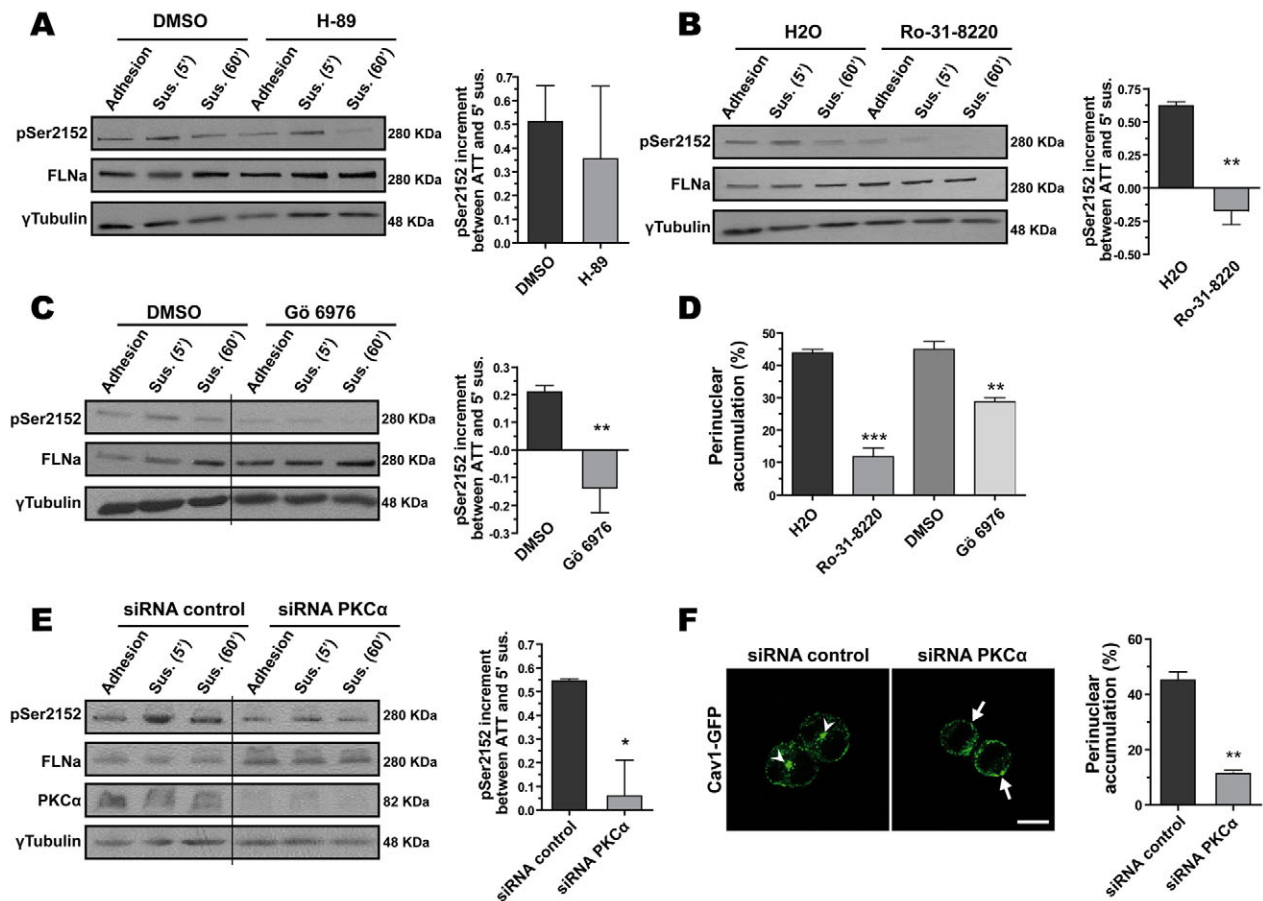 A
DMSO H-89
Adhesion Sus. (5') Sus. (60') Adhesion Sus. (5') Sus. (60')
pSer2152 280 KDa
FLNa 280 KDa
γTubulin 48 KDa
pSer2152 increment
between ATT and 5' sus.
0.7
0.6
0.5
0.4
0.3
0.2
0.1
0.0
DMSO H-89
B
H2O Ro-31-8220
Adhesion Sus. (5') Sus. (60') Adhesion Sus. (5') Sus. (60')
pSer2152 280 KDa
FLNa 280 KDa
γTubulin 48 KDa
pSer2152 increment
between ATT and 5' sus.
0.75
0.50
0.25
0.00
-0.25
-0.50
**
H2O Ro-31-8220
C
DMSO Gö 6976
Adhesion Sus. (5') Sus. (60') Adhesion Sus. (5') Sus. (60')
pSer2152 280 KDa
FLNa 280 KDa
γTubulin 48 KDa
pSer2152 increment
between ATT and 5' sus.
0.3
0.2
0.1
-0.0
-0.1
-0.2
-0.3
**
DMSO Gö 6976
D
Perinuclear
accumulation (%)
50
40
30
20
10
0
*** **
H2O Ro-31-8220 DMSO Gö 6976
E
siRNA control siRNA PKCα
Adhesion Sus. (5') Sus. (60') Adhesion Sus. (5') Sus. (60')
pSer2152 280 KDa
FLNa 280 KDa
PKCα 82 KDa
γTubulin 48 KDa
pSer2152 increment
between ATT and 5' sus.
0.7
0.6
0.5
0.4
0.3
0.2
0.1
0.0
*
siRNA control siRNA PKCα
F
siRNA control siRNA PKCα
Cav1-GFP
Perinuclear
accumulation (%)
60
40
20
0
**
siRNA control siRNA PKCα